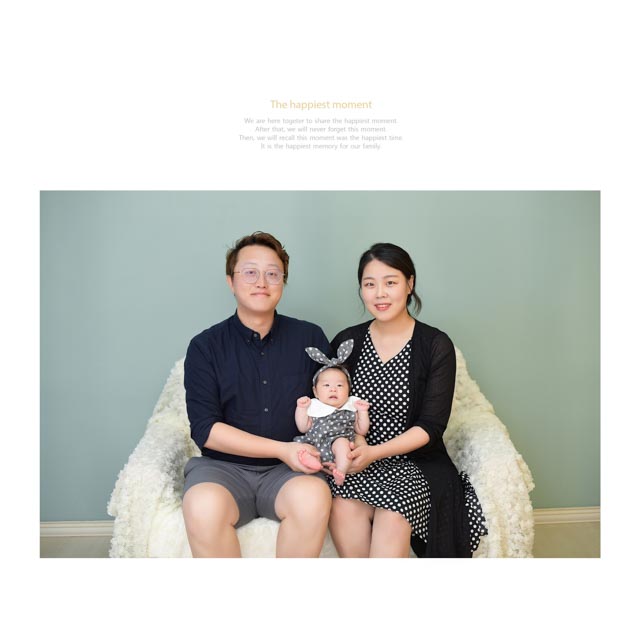 The happiest moment
We are here togeter to share the happiest moment.
After that, we will never forget this moment.
Then, we will recall this moment was the happiest time.
It is the happiest memory for our family.